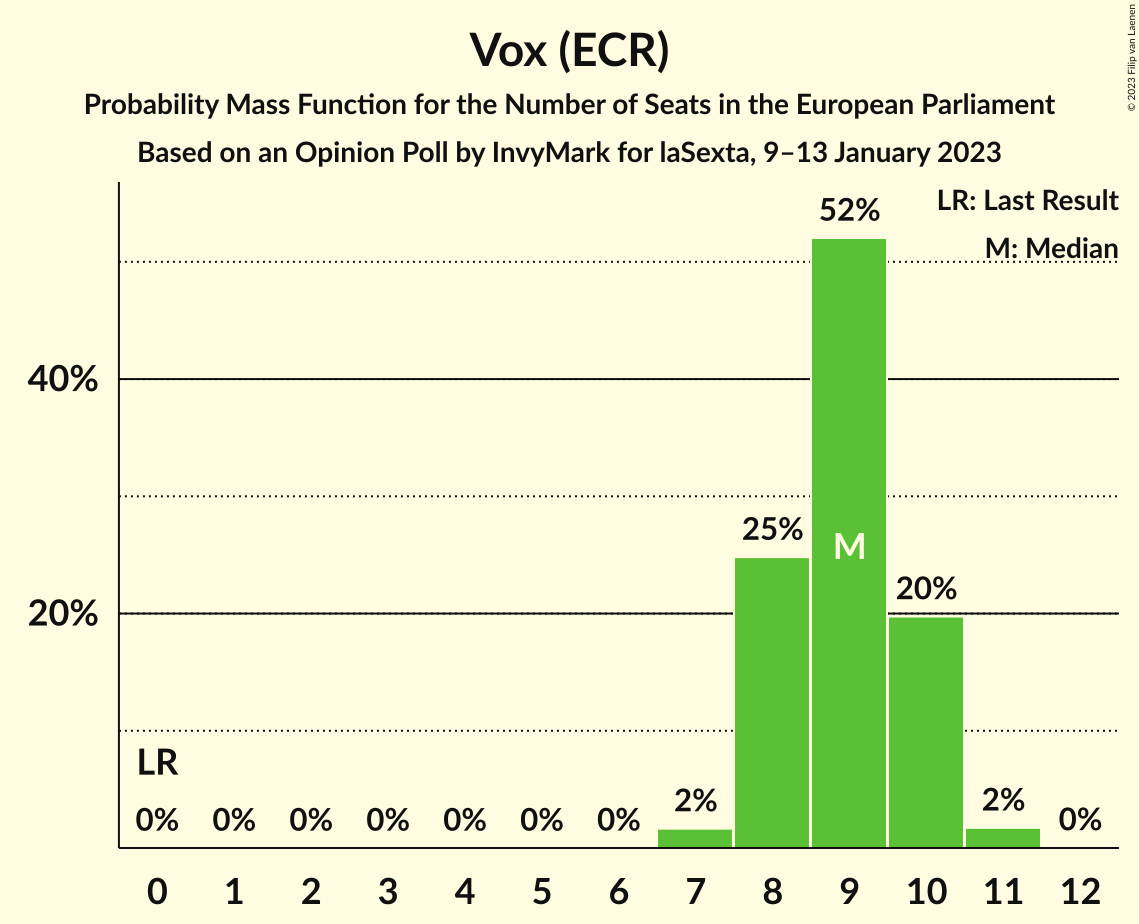 Vox (ECR)
Probability Mass Function for the Number of Seats in the European Parliament
Based on an Opinion Poll by InvyMark for laSexta, 9–13 January 2023
© 2023 Filip van Laenen
LR: Last Result
M: Median
52%
40%
25%
M
20%
20%
LR
0% 0% 0% 0% 0% 0% 0% 2% 2% 0%
0 1 2 3 4 5 6 7 8 9 10 11 12